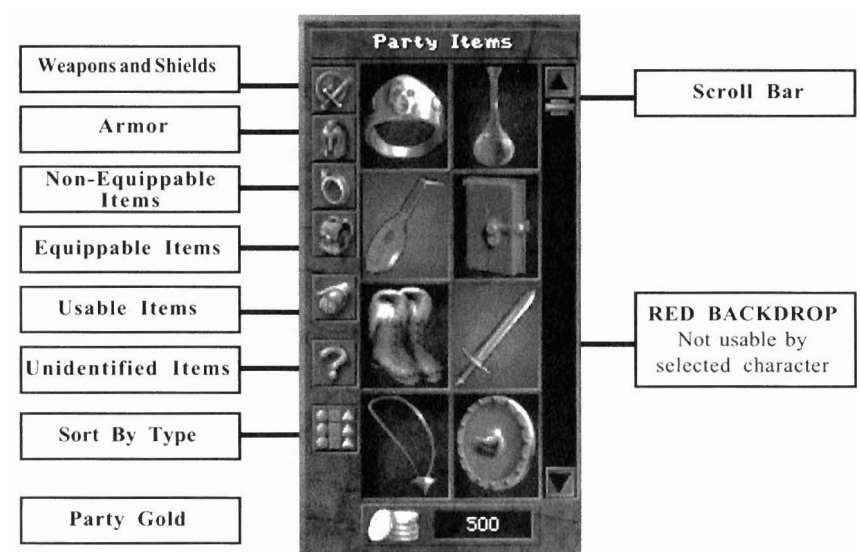 Party Items
Weapons and Shields
Armor
Non-Equippable
Items
Equippable Items
Usable Items
Unidentified Items
Sort By Type
Party Gold
500
Scroll Bar
RED BACKDROP
Not usable by
selected character